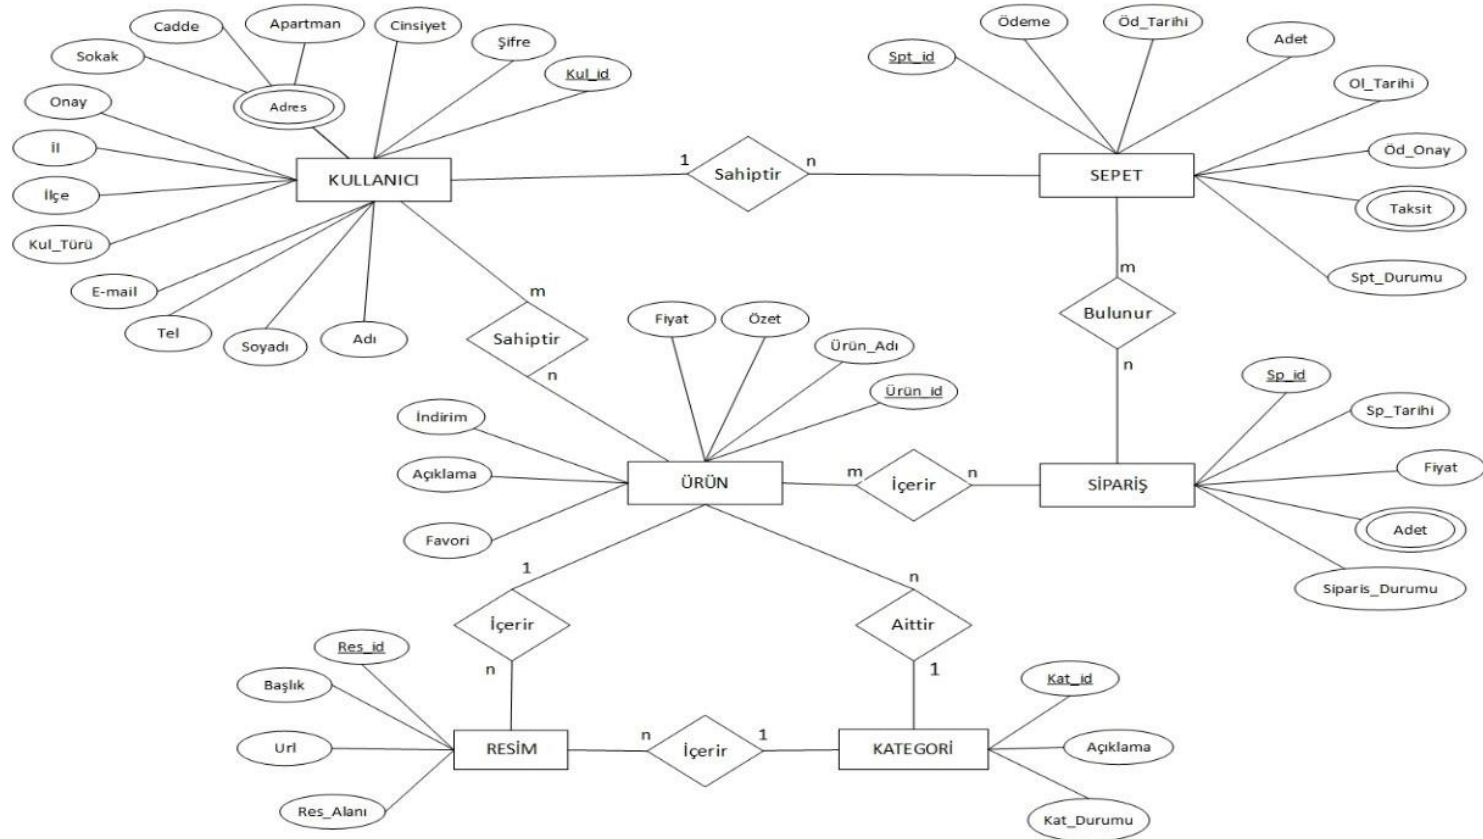 Cadde
Apartman
Cinsiyet
Şifre
Kul_id
Sokak
Adres
Onay
İl
İlçe
Kul_Türü
E-mail
Tel
Soyadı
Adı
KULLANICI
1
Sahiptir
n
Spt_id
Ödeme
Öd_Tarihi
Adet
Ol_Tarihi
Öd_Onay
Taksit
Spt_Durumu
SEPET
m
Bulunur
n
m
Sahiptir
n
Fiyat
Özet
Ürün_Adı
Ürün_id
İndirim
Açıklama
Favori
ÜRÜN
m
İçerir
n
SİPARİŞ
Sp_id
Sp_Tarihi
Fiyat
Adet
Siparis_Durumu
1
İçerir
n
n
Aittir
1
Res_id
Başlık
Url
Res_Alanı
RESİM
n
İçerir
1
KATEGORİ
Kat_id
Açıklama
Kat_Durumu